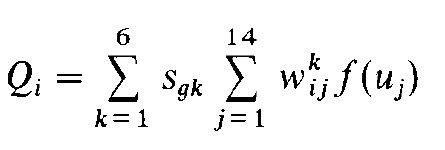 $Q_i = \sum_{k=1}^{6} s_{gk} \sum_{j=1}^{14} w_{ij}^{k} f(u_j)$